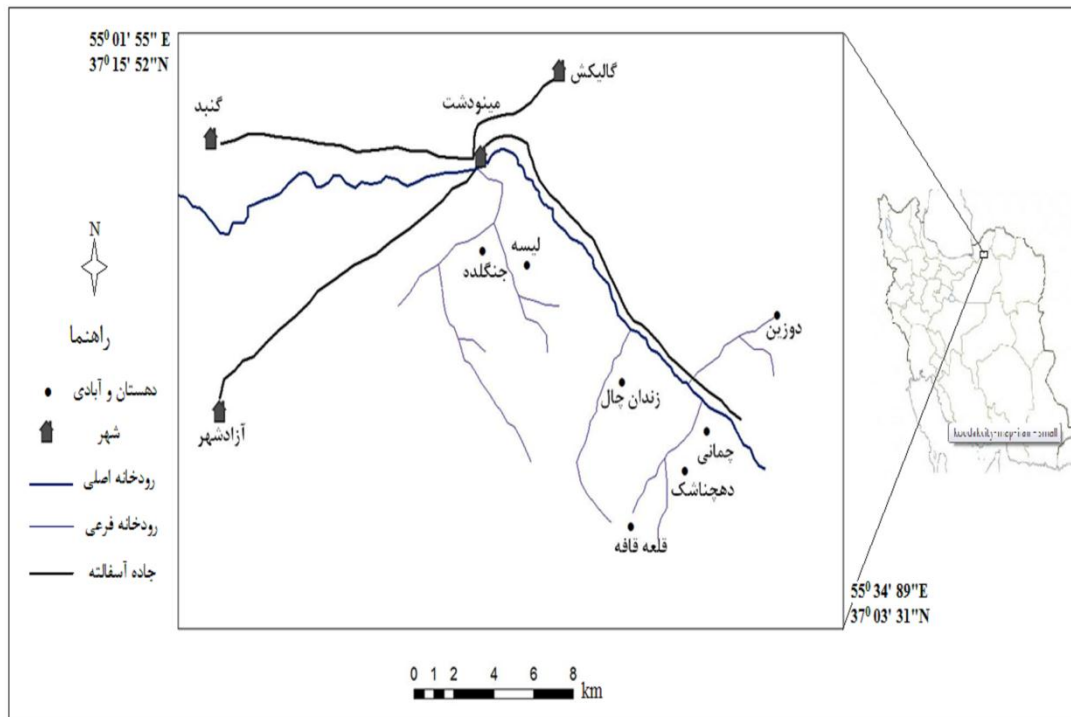 55⁰ 01' 55" E
37⁰ 15' 52"N
گالیکش
مینودشت
گنبد
N
لیسه
جنگلده
دوزین
راهنما
دهستان و آبادی
شهر
رودخانه اصلی
رودخانه فرعی
جاده آسفالته
زندان چال
آزادشهر
چمانی
دهچناشک
قلعه قافه
55⁰ 34' 89"E
37⁰ 03' 31"N
0 1 2 4 6 8
km